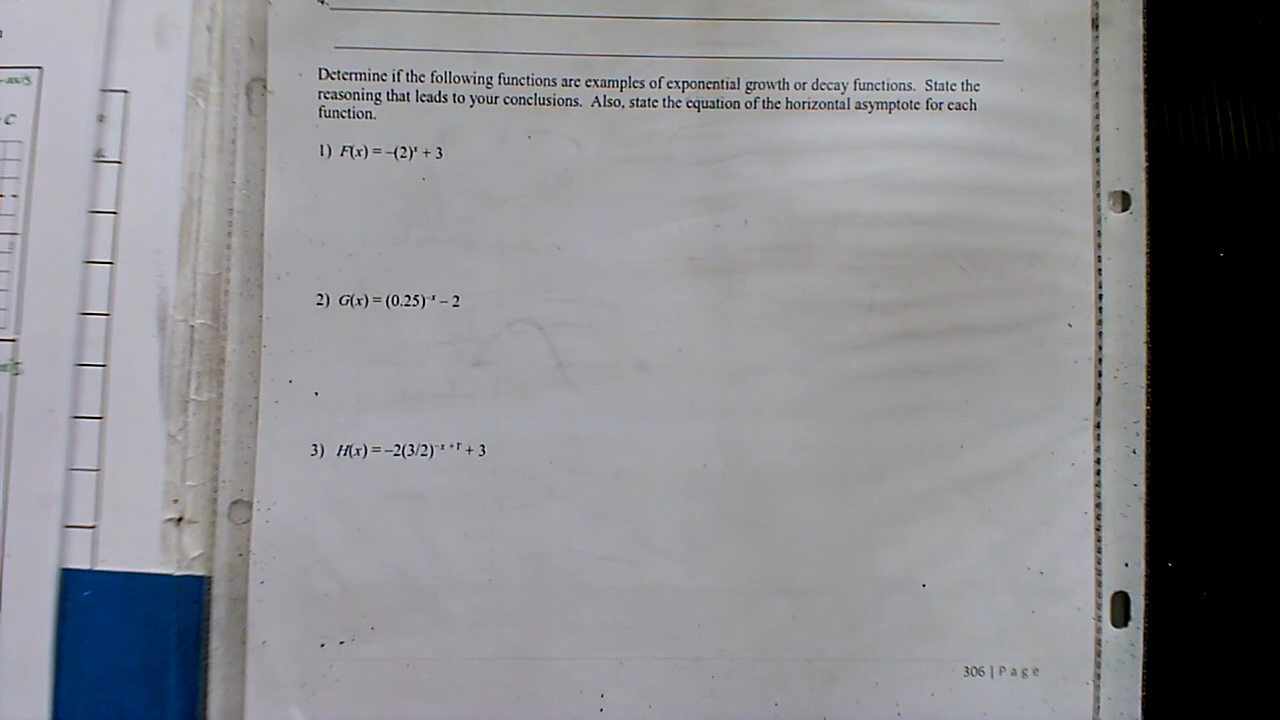 Determine if the following functions are examples of exponential growth or decay functions. State the
reasoning that leads to your conclusions. Also, state the equation of the horizontal asymptote for each
function.
1) F(x) = –(2)ˣ + 3
2) G(x) = (0.25)⁻ˣ – 2
3) H(x) = –2(3/2)⁻ˣ⁺¹ + 3
306 | Page